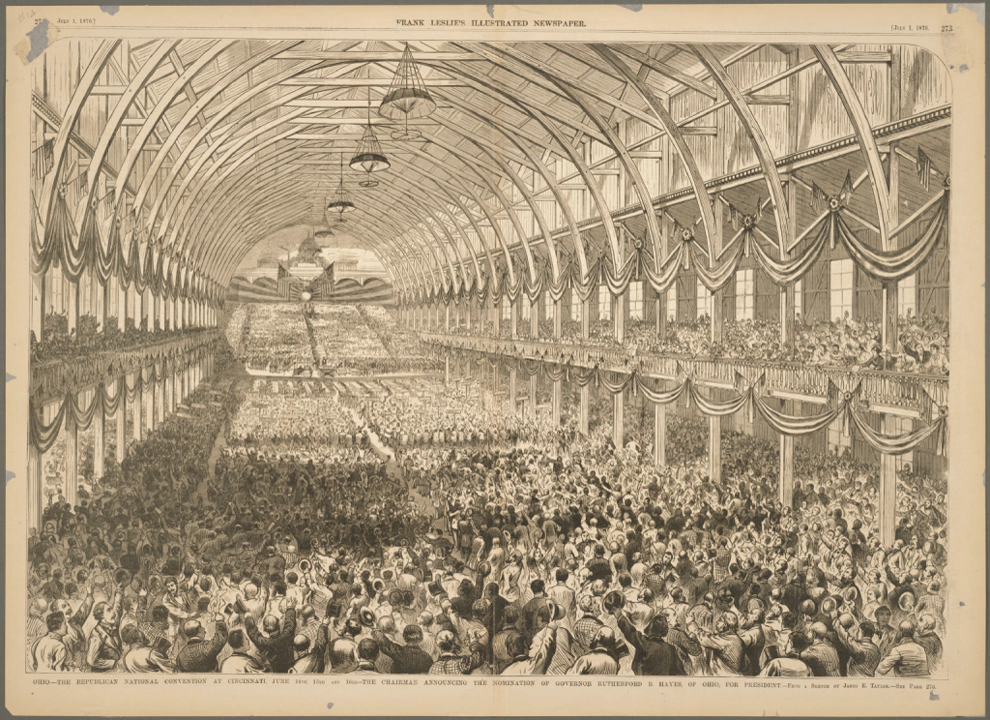 JULY 1, 1876.]
FRANK LESLIE'S ILLUSTRATED NEWSPAPER.
[JULY 1, 1876. 273
OHIO.—THE REPUBLICAN NATIONAL CONVENTION AT CINCINNATI, JUNE 14TH, 15TH AND 16TH—THE CHAIRMAN ANNOUNCING THE NOMINATION OF GOVERNOR RUTHERFORD B. HAYES, OF OHIO, FOR PRESIDENT.—FROM A SKETCH BY JAMES E. TAYLOR.—SEE PAGE 270.